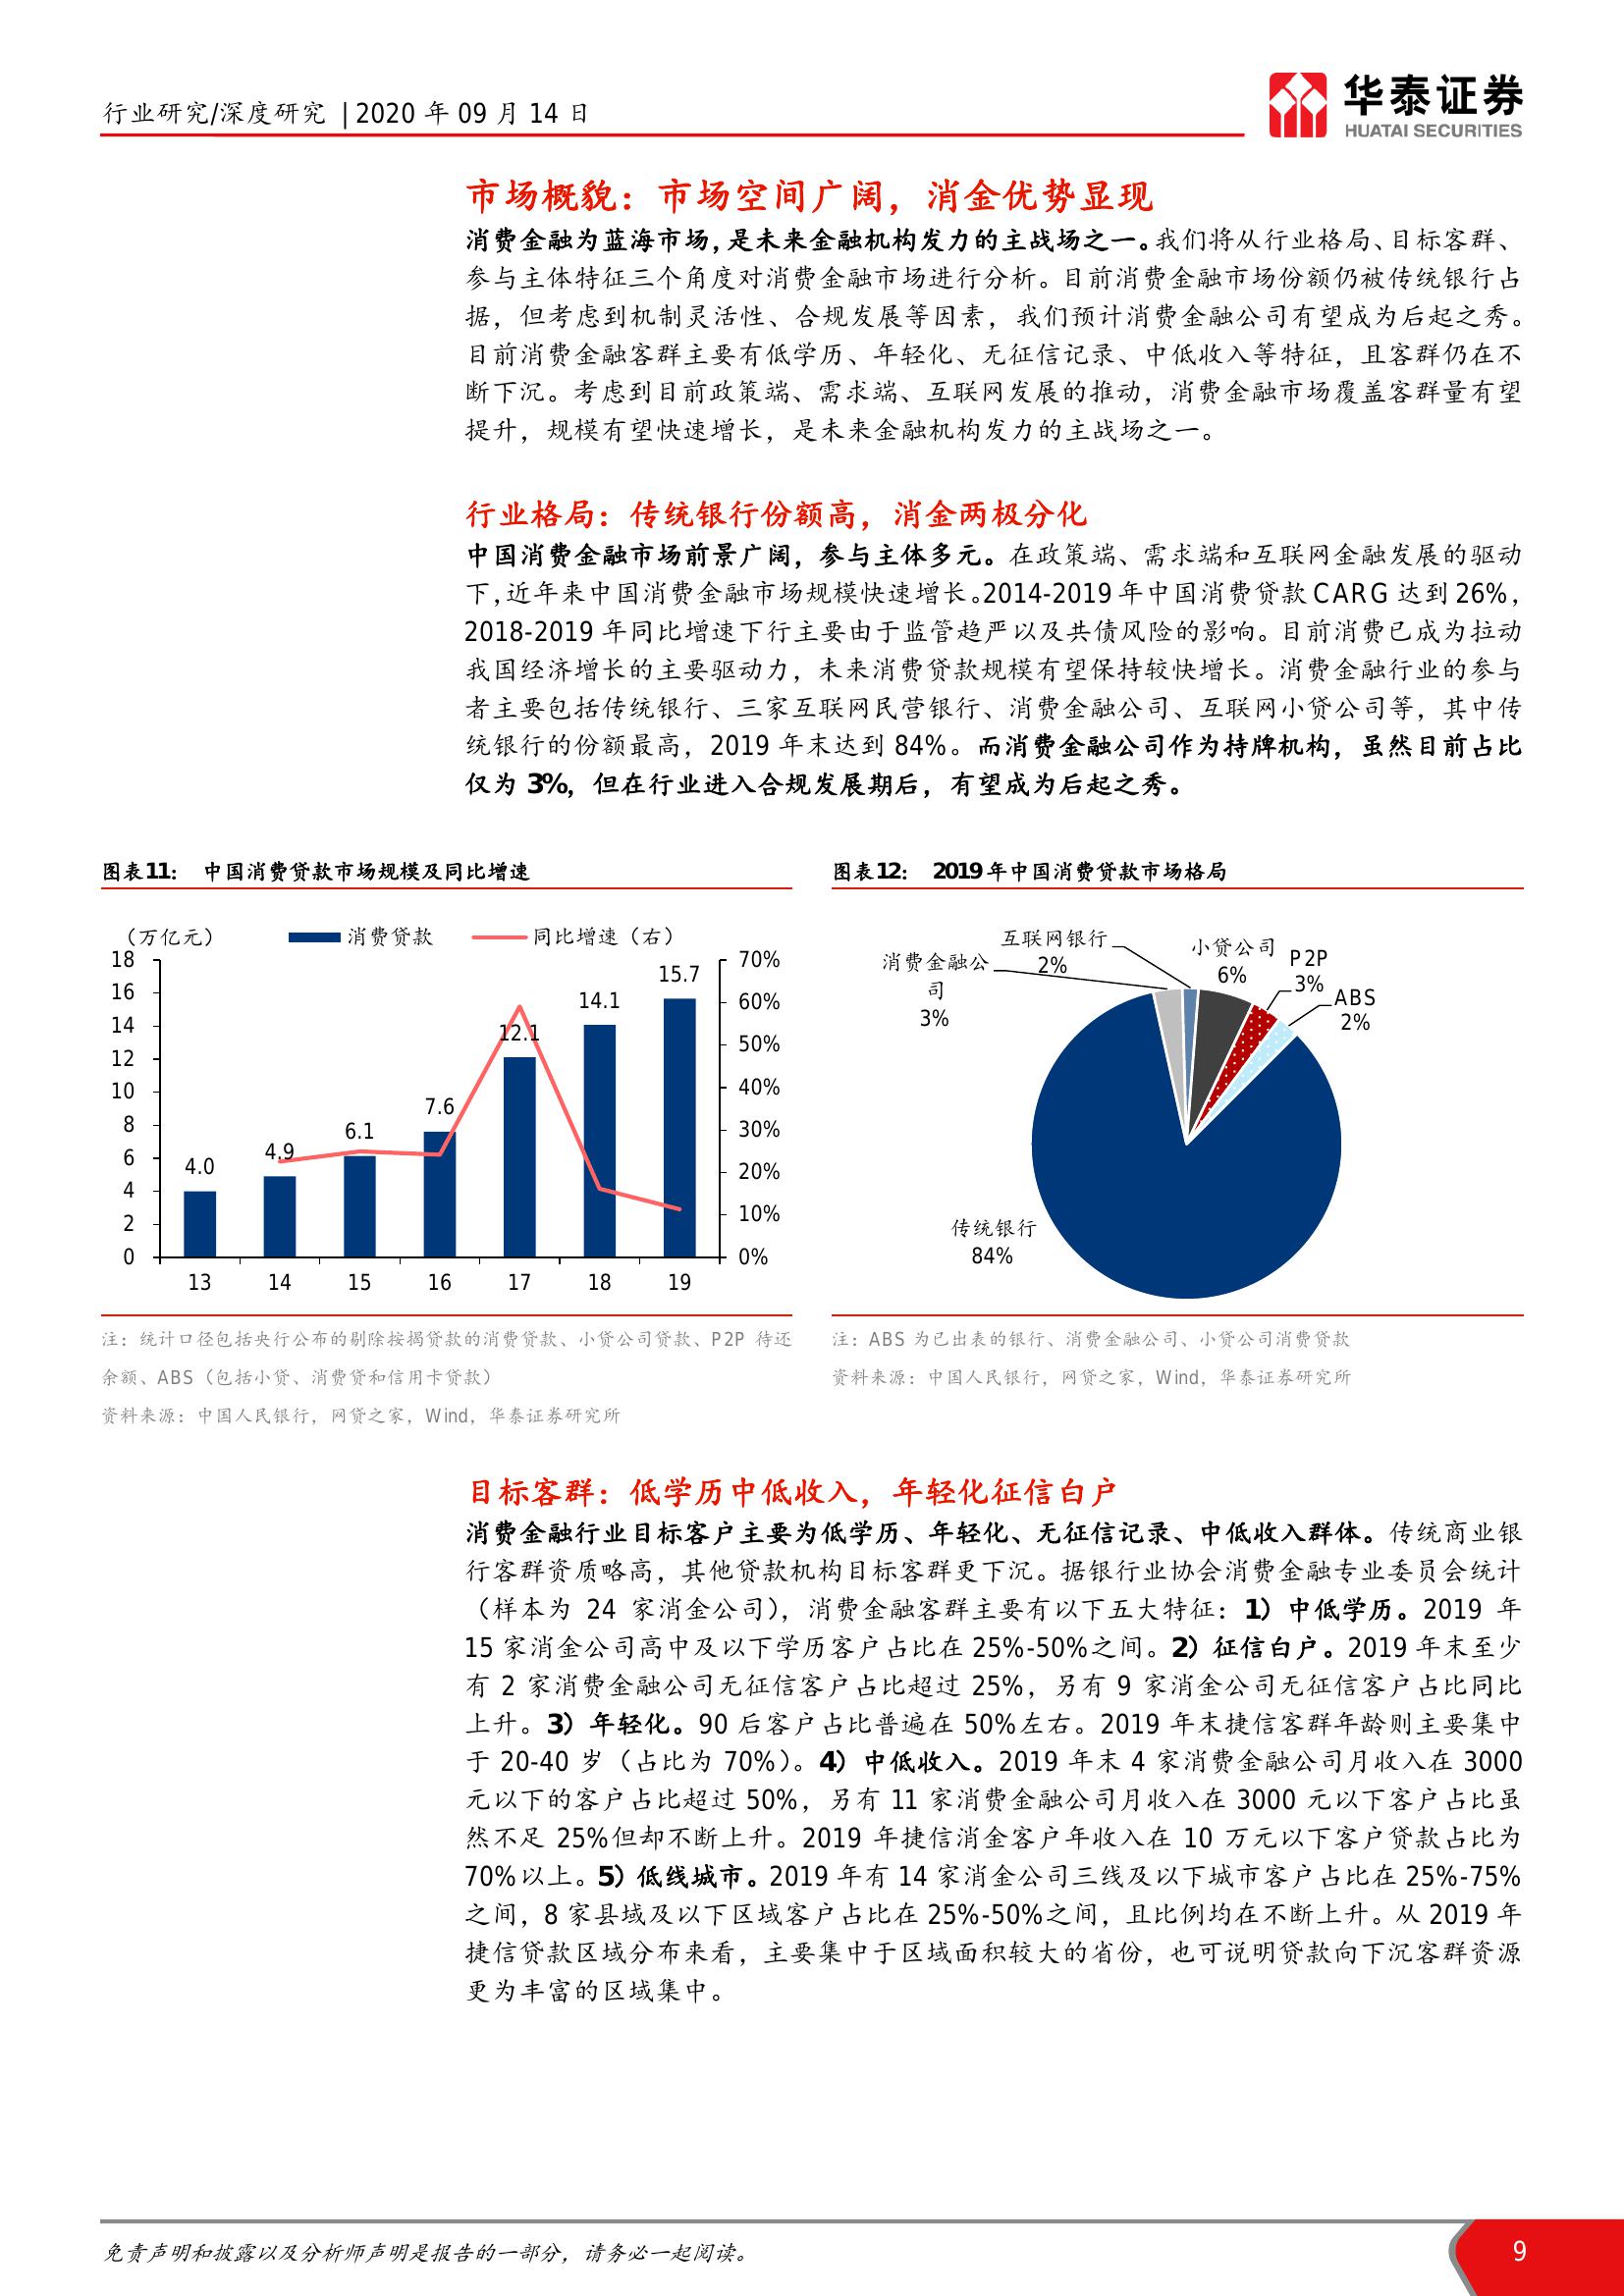 行业研究/深度研究 | 2020 年 09 月 14 日
华泰证券
HUATAI SECURITIES
市场概貌：市场空间广阔，消金优势显现
消费金融为蓝海市场，是未来金融机构发力的主战场之一。我们将从行业格局、目标客群、
参与主体特征三个角度对消费金融市场进行分析。目前消费金融市场份额仍被传统银行占
据，但考虑到机制灵活性、合规发展等因素，我们预计消费金融公司有望成为后起之秀。
目前消费金融客群主要有低学历、年轻化、无征信记录、中低收入等特征，且客群仍在不
断下沉。考虑到目前政策端、需求端、互联网发展的推动，消费金融市场覆盖客群量有望
提升，规模有望快速增长，是未来金融机构发力的主战场之一。
行业格局：传统银行份额高，消金两极分化
中国消费金融市场前景广阔，参与主体多元。在政策端、需求端和互联网金融发展的驱动
下，近年来中国消费金融市场规模快速增长。2014-2019 年中国消费贷款 CARG 达到 26%，
2018-2019 年同比增速下行主要由于监管趋严以及共债风险的影响。目前消费已成为拉动
我国经济增长的主要驱动力，未来消费贷款规模有望保持较快增长。消费金融行业的参与
者主要包括传统银行、三家互联网民营银行、消费金融公司、互联网小贷公司等，其中传
统银行的份额最高，2019 年末达到 84%。而消费金融公司作为持牌机构，虽然目前占比
仅为 3%，但在行业进入合规发展期后，有望成为后起之秀。
图表11： 中国消费贷款市场规模及同比增速
（万亿元）
消费贷款
同比增速（右）
18
16
14
12
10
8
6
4
2
0
4.0
4.9
6.1
7.6
12.1
14.1
15.7
70%
60%
50%
40%
30%
20%
10%
0%
13 14 15 16 17 18 19
注：统计口径包括央行公布的剔除按揭贷款的消费贷款、小贷公司贷款、P2P 待还
余额、ABS（包括小贷、消费贷和信用卡贷款）
资料来源：中国人民银行，网贷之家，Wind，华泰证券研究所
图表12： 2019 年中国消费贷款市场格局
消费金融公
司
3%
互联网银行
2%
小贷公司
6%
P2P
3%
ABS
2%
传统银行
84%
注：ABS 为已出表的银行、消费金融公司、小贷公司消费贷款
资料来源：中国人民银行，网贷之家，Wind，华泰证券研究所
目标客群：低学历中低收入，年轻化征信白户
消费金融行业目标客户主要为低学历、年轻化、无征信记录、中低收入群体。传统商业银
行客群资质略高，其他贷款机构目标客群更下沉。据银行业协会消费金融专业委员会统计
（样本为 24 家消金公司），消费金融客群主要有以下五大特征：1）中低学历。2019 年
15 家消金公司高中及以下学历客户占比在 25%-50%之间。2）征信白户。2019 年末至少
有 2 家消费金融公司无征信客户占比超过 25%，另有 9 家消金公司无征信客户占比同比
上升。3）年轻化。90 后客户占比普遍在 50%左右。2019 年末捷信客群年龄则主要集中
于 20-40 岁（占比为 70%）。4）中低收入。2019 年末 4 家消费金融公司月收入在 3000
元以下的客户占比超过 50%，另有 11 家消费金融公司月收入在 3000 元以下客户占比虽
然不足 25%但却不断上升。2019 年捷信消金客户年收入在 10 万元以下客户贷款占比为
70%以上。5）低线城市。2019 年有 14 家消金公司三线及以下城市客户占比在 25%-75%
之间，8 家县域及以下区域客户占比在 25%-50%之间，且比例均在不断上升。从 2019 年
捷信贷款区域分布来看，主要集中于区域面积较大的省份，也可说明贷款向下沉客群资源
更为丰富的区域集中。
免责声明和披露以及分析师声明是报告的一部分，请务必一起阅读。
9